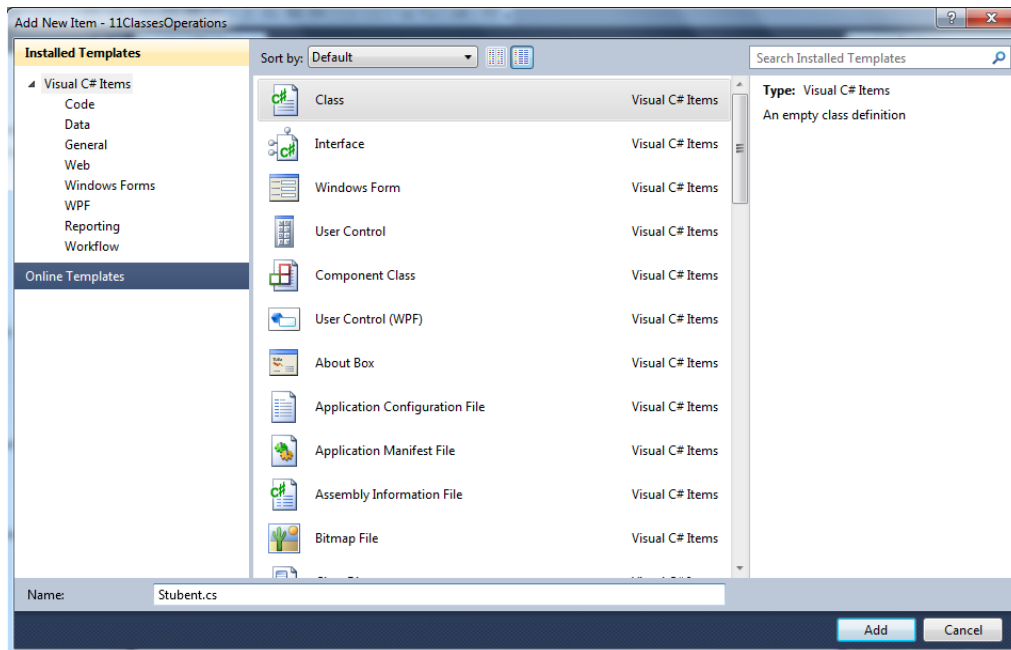 Add New Item - 11ClassesOperations
Installed Templates
Visual C# Items
Code
Data
General
Web
Windows Forms
WPF
Reporting
Workflow
Online Templates
Sort by: Default
Class Visual C# Items
Interface Visual C# Items
Windows Form Visual C# Items
User Control Visual C# Items
Component Class Visual C# Items
User Control (WPF) Visual C# Items
About Box Visual C# Items
Application Configuration File Visual C# Items
Application Manifest File Visual C# Items
Assembly Information File Visual C# Items
Bitmap File Visual C# Items
Search Installed Templates
Type: Visual C# Items
An empty class definition
Name: Stubent.cs
Add Cancel